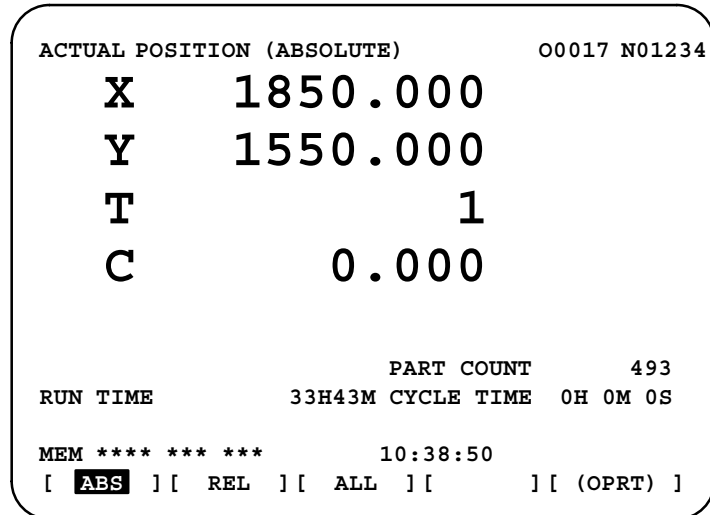 ACTUAL POSITION (ABSOLUTE) O0017 N01234
X 1850.000
Y 1550.000
T 1
C 0.000
PART COUNT 493
RUN TIME 33H43M CYCLE TIME 0H 0M 0S
MEM **** *** *** 10:38:50
[ ABS ][ REL ][ ALL ][ ][ (OPRT) ]